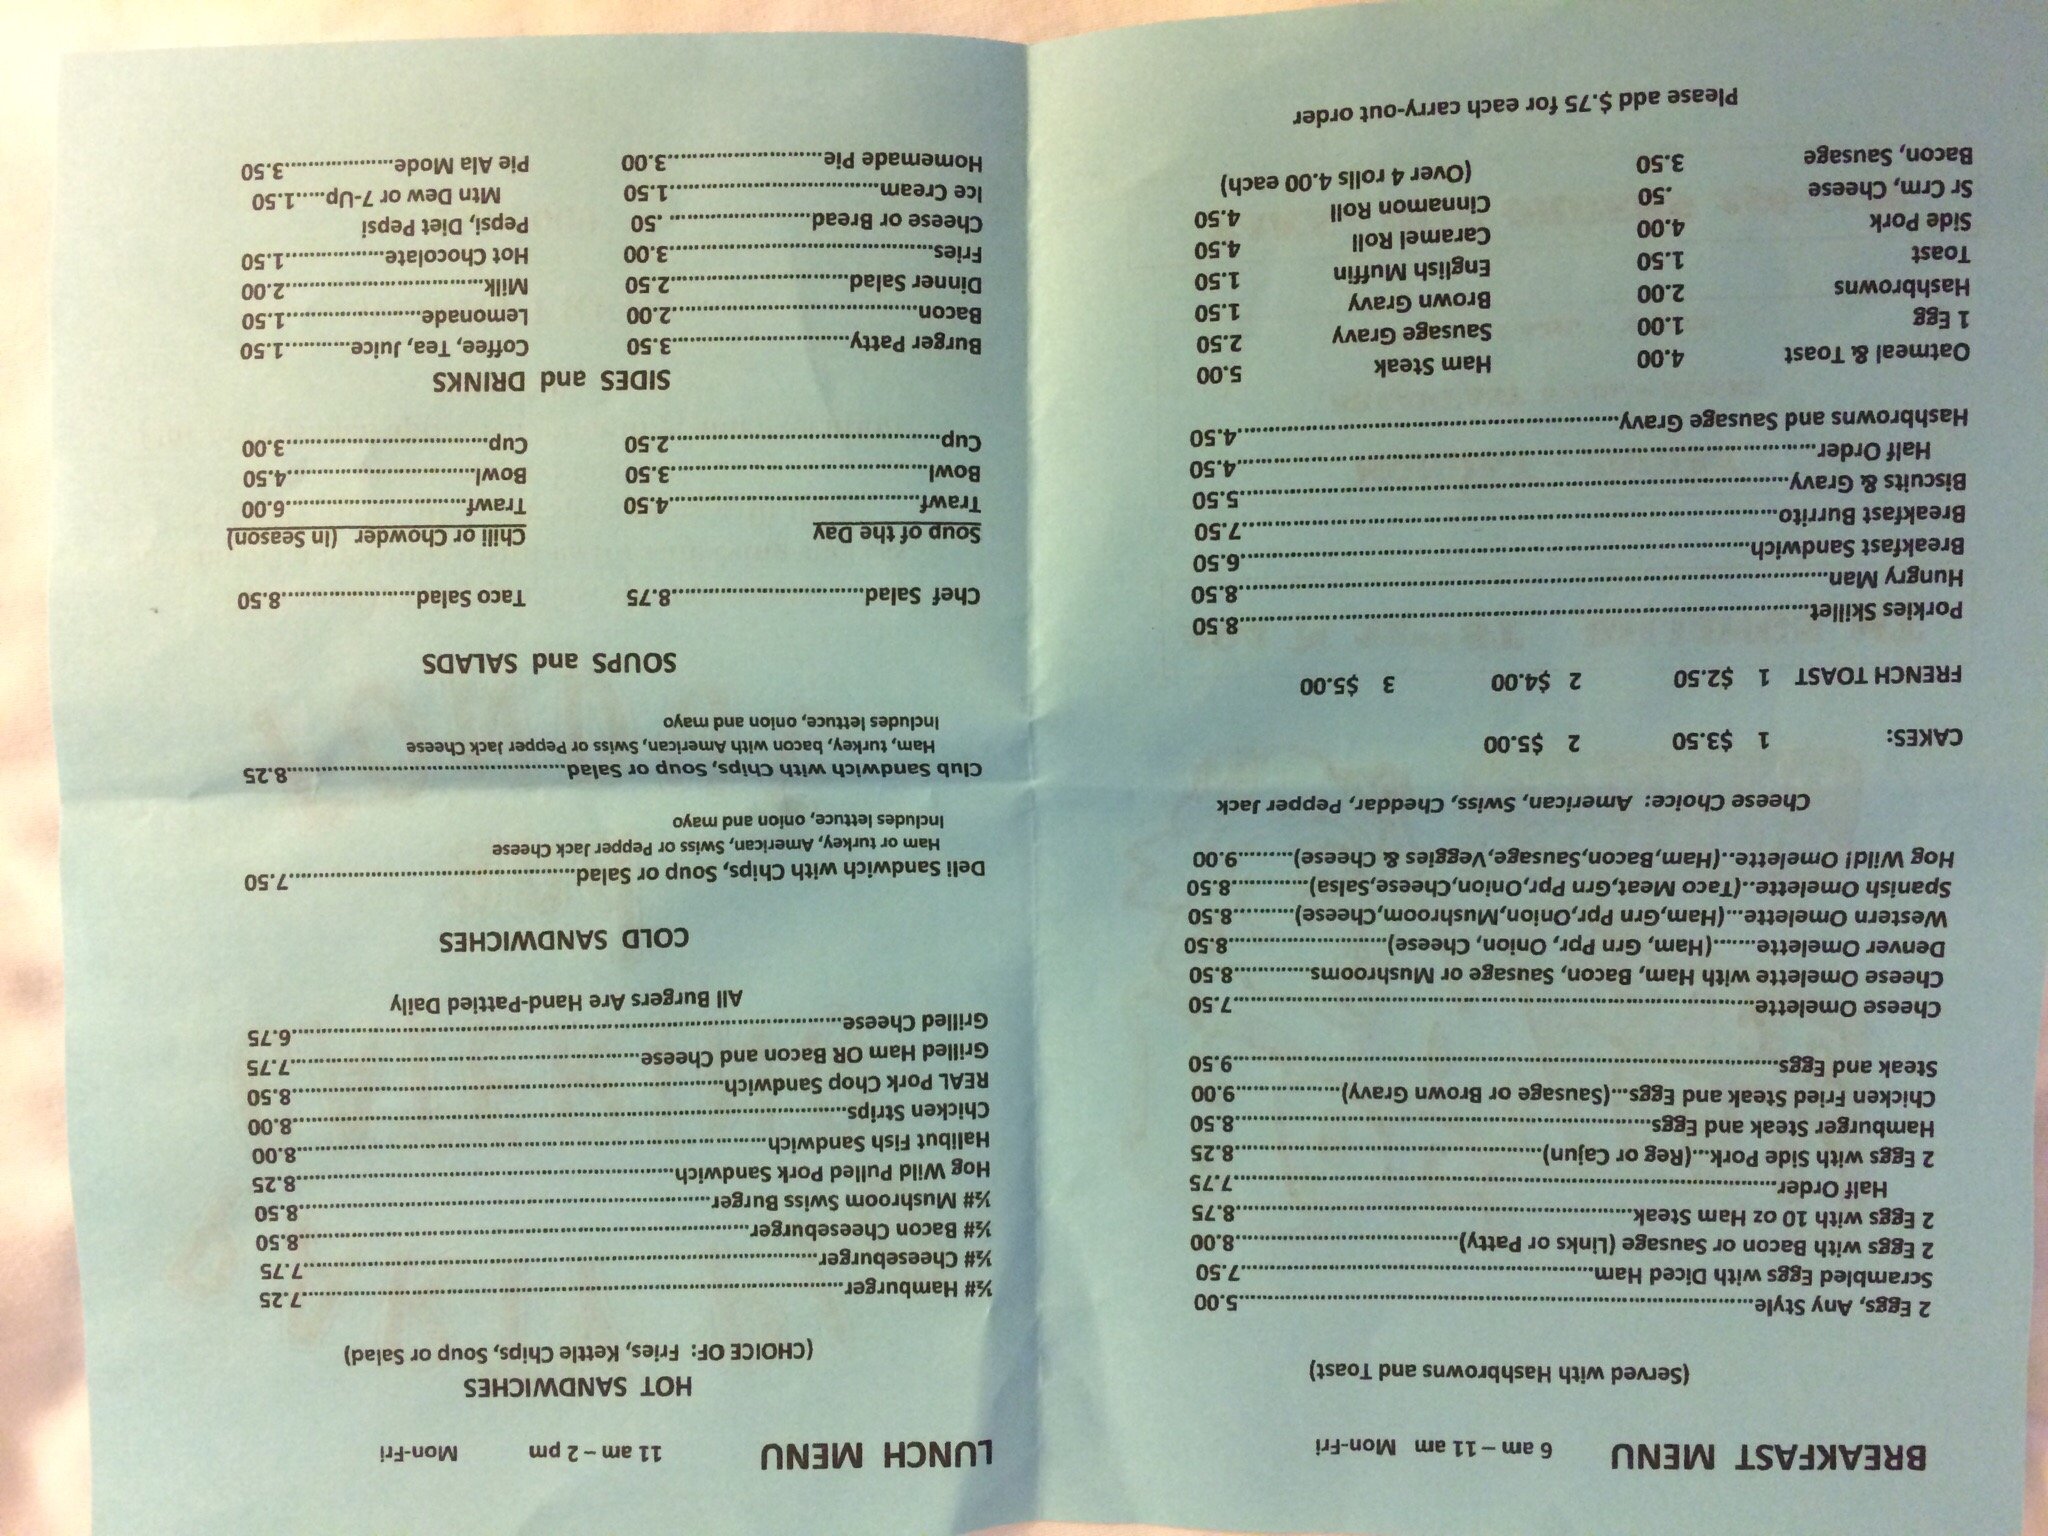 BREAKFAST MENU 6 am – 11 am Mon-Fri
(Served with Hashbrowns and Toast)
2 Eggs, Any Style....5.00
Scrambled Eggs with Diced Ham....7.50
2 Eggs with Bacon or Sausage (Links or Patty)....8.00
2 Eggs with 10 oz Ham Steak....8.75
Half Order....7.75
2 Eggs with Side Pork...(Reg or Cajun)....8.25
Hamburger Steak and Eggs....8.50
Chicken Fried Steak and Eggs...(Sausage or Brown Gravy)....9.00
Steak and Eggs....9.50
Cheese Omelette....7.50
Cheese Omelette with Ham, Bacon, Sausage or Mushrooms....8.50
Denver Omelette.......(Ham, Grn Ppr, Onion, Cheese)....8.50
Western Omelette...(Ham,Grn Ppr,Onion,Mushroom,Cheese)....8.50
Spanish Omelette..(Taco Meat,Grn Ppr,Onion,Cheese,Salsa)....8.50
Hog Wild! Omelette..(Ham,Bacon,Sausage,Veggies & Cheese)....9.00
Cheese Choice: American, Swiss, Cheddar, Pepper Jack
CAKES: 1 $3.50 2 $5.00
FRENCH TOAST 1 $2.50 2 $4.00 3 $5.00
Porkies Skillet....8.50
Hungry Man....8.50
Breakfast Sandwich....6.50
Breakfast Burrito....7.50
Biscuits & Gravy....5.50
Half Order....4.50
Hashbrowns and Sausage Gravy....4.50
Oatmeal & Toast 4.00 Ham Steak 5.00
1 Egg 1.00 Sausage Gravy 2.50
Hashbrowns 2.00 Brown Gravy 1.50
Toast 1.50 English Muffin 1.50
Side Pork 4.00 Caramel Roll 4.50
Sr Crm, Cheese .50 Cinnamon Roll 4.50
Bacon, Sausage 3.50 (Over 4 rolls 4.00 each)
Please add $.75 for each carry-out order
LUNCH MENU 11 am – 2 pm Mon-Fri
HOT SANDWICHES
(CHOICE OF: Fries, Kettle Chips, Soup or Salad)
½# Hamburger....7.25
½# Cheeseburger....7.75
½# Bacon Cheeseburger....8.50
½# Mushroom Swiss Burger....8.50
Hog Wild Pulled Pork Sandwich....8.25
Halibut Fish Sandwich....8.00
Chicken Strips....8.00
REAL Pork Chop Sandwich....8.50
Grilled Ham OR Bacon and Cheese....7.75
Grilled Cheese....6.75
All Burgers Are Hand-Pattied Daily
COLD SANDWICHES
Deli Sandwich with Chips, Soup or Salad....7.50
Ham or turkey, American, Swiss or Pepper Jack Cheese
Includes lettuce, onion and mayo
Club Sandwich with Chips, Soup or Salad....8.25
Ham, turkey, bacon with American, Swiss or Pepper Jack Cheese
Includes lettuce, onion and mayo
SOUPS and SALADS
Chef Salad....8.75 Taco Salad....8.50
Soup of the Day Chili or Chowder (In Season)
Trawf....4.50 Trawf....6.00
Bowl....3.50 Bowl....4.50
Cup....2.50 Cup....3.00
SIDES and DRINKS
Burger Patty....3.50 Coffee, Tea, Juice....1.50
Bacon....2.00 Lemonade....1.50
Dinner Salad....2.50 Milk....2.00
Fries....3.00 Hot Chocolate....1.50
Cheese or Bread.... .50 Pepsi, Diet Pepsi
Ice Cream....1.50 Mtn Dew or 7-Up.....1.50
Homemade Pie....3.00 Pie Ala Mode....3.50